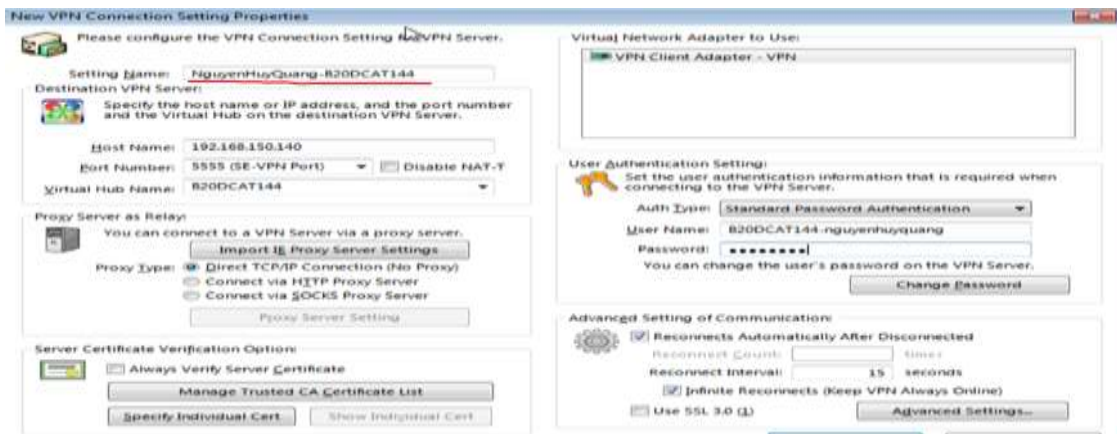 New VPN Connection Setting Properties
Please configure the VPN Connection Setting for VPN Server.
Setting Name: NguyenHuyQuang-B20DCAT144
Destination VPN Server:
Specify the host name or IP address, and the port number
and the Virtual Hub on the destination VPN Server.
Host Name: 192.168.150.140
Port Number: 5555 (SE-VPN Port) Disable NAT-T
Virtual Hub Name: B20DCAT144
Proxy Server as Relay:
You can connect to a VPN Server via a proxy server.
Import IE Proxy Server Settings
Proxy Type: Direct TCP/IP Connection (No Proxy)
Connect via HTTP Proxy Server
Connect via SOCKS Proxy Server
Proxy Server Setting
Server Certificate Verification Option:
Always Verify Server Certificate
Manage Trusted CA Certificate List
Specify Individual Cert Show Individual Cert
Virtual Network Adapter to Use:
VPN Client Adapter - VPN
User Authentication Setting:
Set the user authentication information that is required when
connecting to the VPN Server.
Auth Type: Standard Password Authentication
User Name: B20DCAT144-nguyenhuyquang
Password: ●●●●●●●●
You can change the user's password on the VPN Server.
Change Password
Advanced Setting of Communication:
Reconnects Automatically After Disconnected
Reconnect Count: times
Reconnect Interval: 15 seconds
Infinite Reconnects (Keep VPN Always Online)
Use SSL 3.0 (1) Advanced Settings...